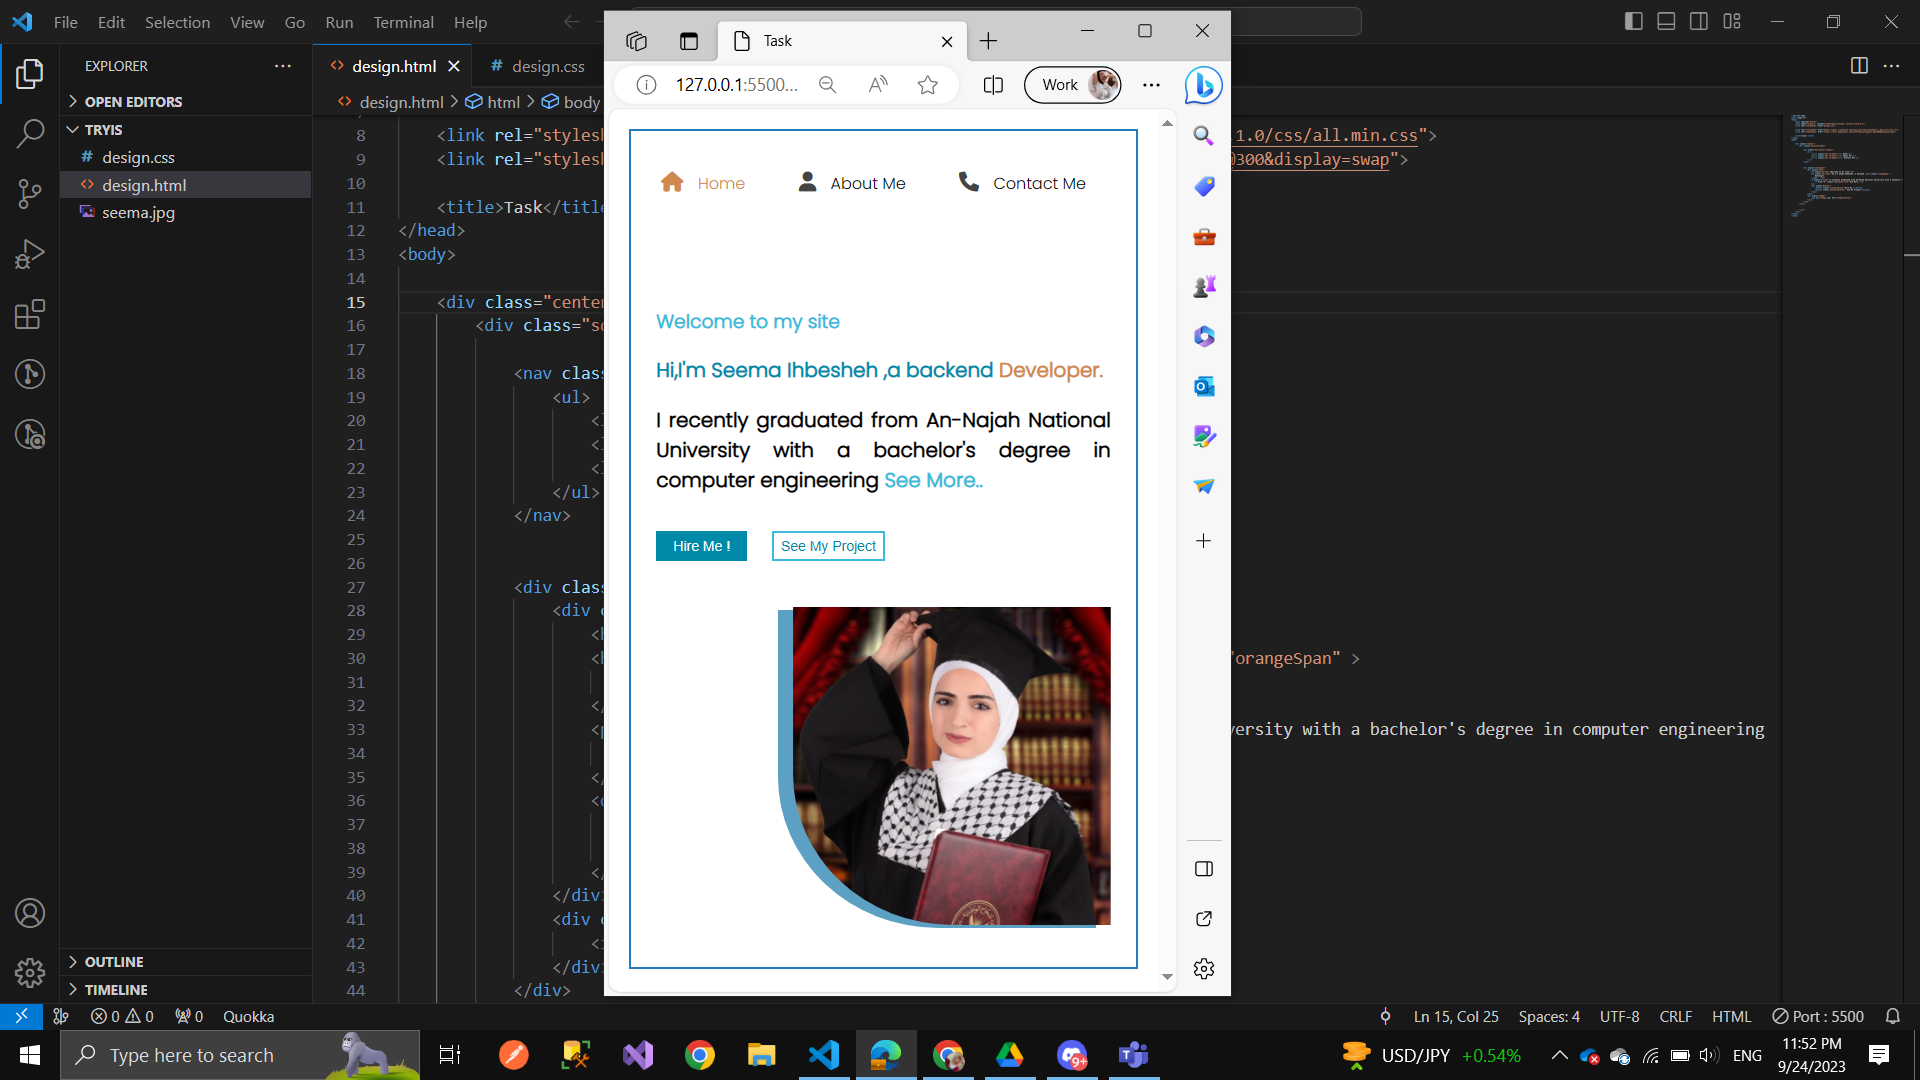 File Edit Selection View Go Run Terminal Help
EXPLORER
OPEN EDITORS
TRYIS
design.css
design.html
seema.jpg
OUTLINE
TIMELINE
design.html
design.css
design.html > html > body
8 <link rel="stylesh
.1.0/css/all.min.css">
9 <link rel="stylesh
300&display=swap">
10
11 <title>Task</title
12 </head>
13 <body>
14
15 <div class="center
16 <div class="
17
18 <nav clas
19 <ul>
20 <
21 <
22 <
23 </ul>
24 </nav>
25
26
27 <div clas
28 <div
29 <
30 <
orangeSpan" >
31
32 </
33 <
versity with a bachelor's degree in computer engineering
34
35 </
36 <
37
38
39 </
40 </div
41 <div
42 <
43 </div
44 </div>
Task
127.0.0.1:5500...
Work
Home
About Me
Contact Me
Welcome to my site
Hi,I'm Seema Ihbesheh ,a backend Developer.
I recently graduated from An-Najah National
University with a bachelor's degree in
computer engineering See More..
Hire Me !
See My Project
0 0 0 Quokka
Ln 15, Col 25 Spaces: 4 UTF-8 CRLF HTML Port : 5500
Type here to search
9+
USD/JPY +0.54%
ENG
11:52 PM
9/24/2023